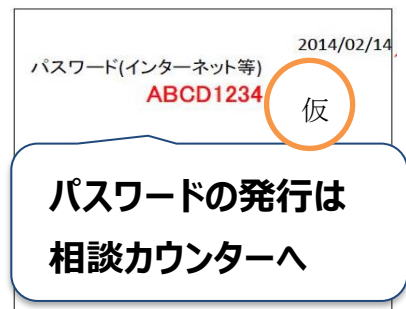 2014/02/14
パスワード(インターネット等)
ABCD1234
仮
パスワードの発行は
相談カウンターへ